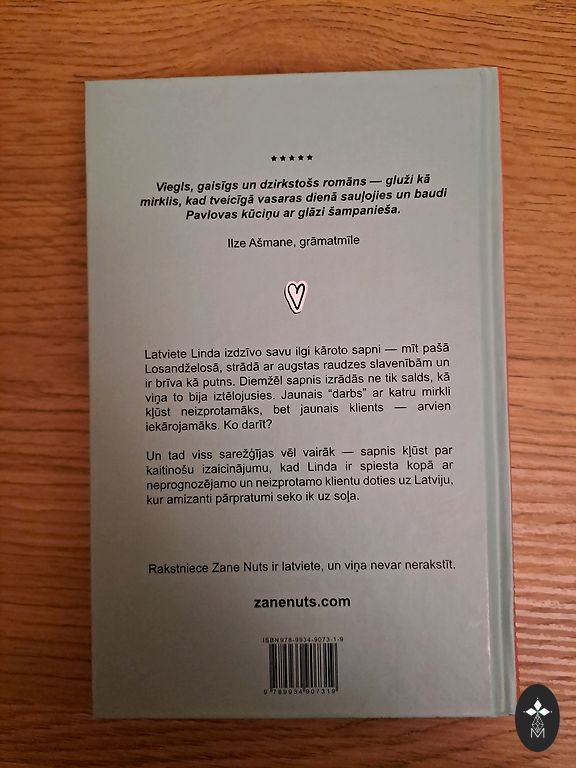 ★★★★★
Viegls, gaisīgs un dzirkstošs romāns — gluži kā
mirklis, kad tveicīgā vasaras dienā sauļojies un baudi
Pavlovas kūciņu ar glāzi šampanieša.
Ilze Ašmane, grāmatmīle
Latviete Linda izdzīvo savu ilgi kāroto sapni — mīt pašā
Losandželosā, strādā ar augstas raudzes slavenībām un
ir brīva kā putns. Diemžēl sapnis izrādās ne tik salds, kā
viņa to bija iztēlojusies. Jaunais “darbs” ar katru mirkli
kļūst neizprotamāks, bet jaunais klients — arvien
iekārojamāks. Ko darīt?
Un tad viss sarežģījas vēl vairāk — sapnis kļūst par
kaitinošu izaicinājumu, kad Linda ir spiesta kopā ar
neprognozējamo un neizprotamo klientu doties uz Latviju,
kur amizanti pārpratumi seko ik uz soļa.
Rakstniece Zane Nuts ir latviete, un viņa nevar nerakstīt.
zanenuts.com
ISBN 978-9934-9073-1-9
9 789934 907319
M